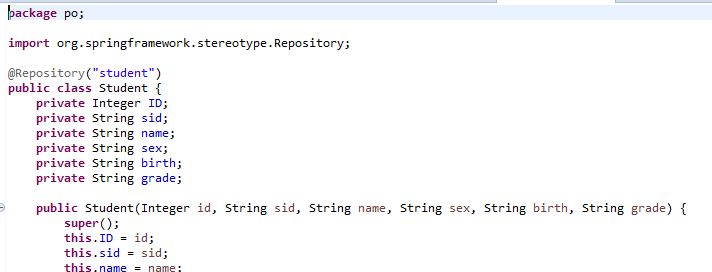 package po;
import org.springframework.stereotype.Repository;
@Repository("student")
public class Student {
private Integer ID;
private String sid;
private String name;
private String sex;
private String birth;
private String grade;
public Student(Integer id, String sid, String name, String sex, String birth, String grade) {
super();
this.ID = id;
this.sid = sid;
this.name = name;